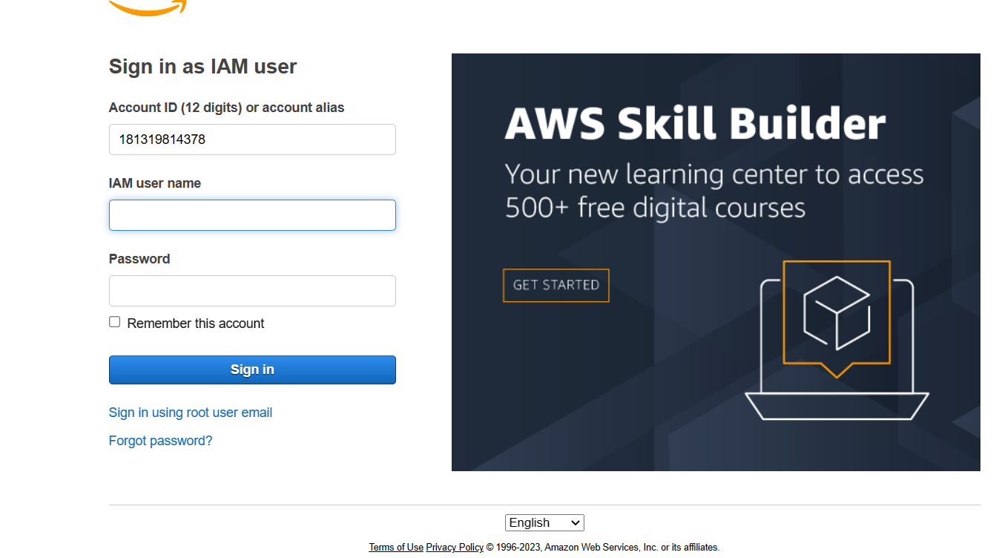 Sign in as IAM user
Account ID (12 digits) or account alias
181319814378
IAM user name
Password
Remember this account
Sign in
Sign in using root user email
Forgot password?
AWS Skill Builder
Your new learning center to access
500+ free digital courses
GET STARTED
English
Terms of Use Privacy Policy © 1996-2023, Amazon Web Services, Inc. or its affiliates.